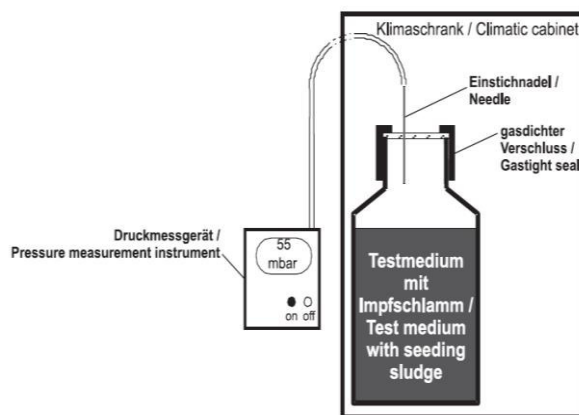 Klimaschrank / Climatic cabinet
Einstichnadel /
Needle
gasdichter
Verschluss /
Gastight seal
Druckmessgerät /
Pressure measurement instrument
55
mbar
on off
Testmedium
mit
Impfschlamm /
Test medium
with seeding
sludge